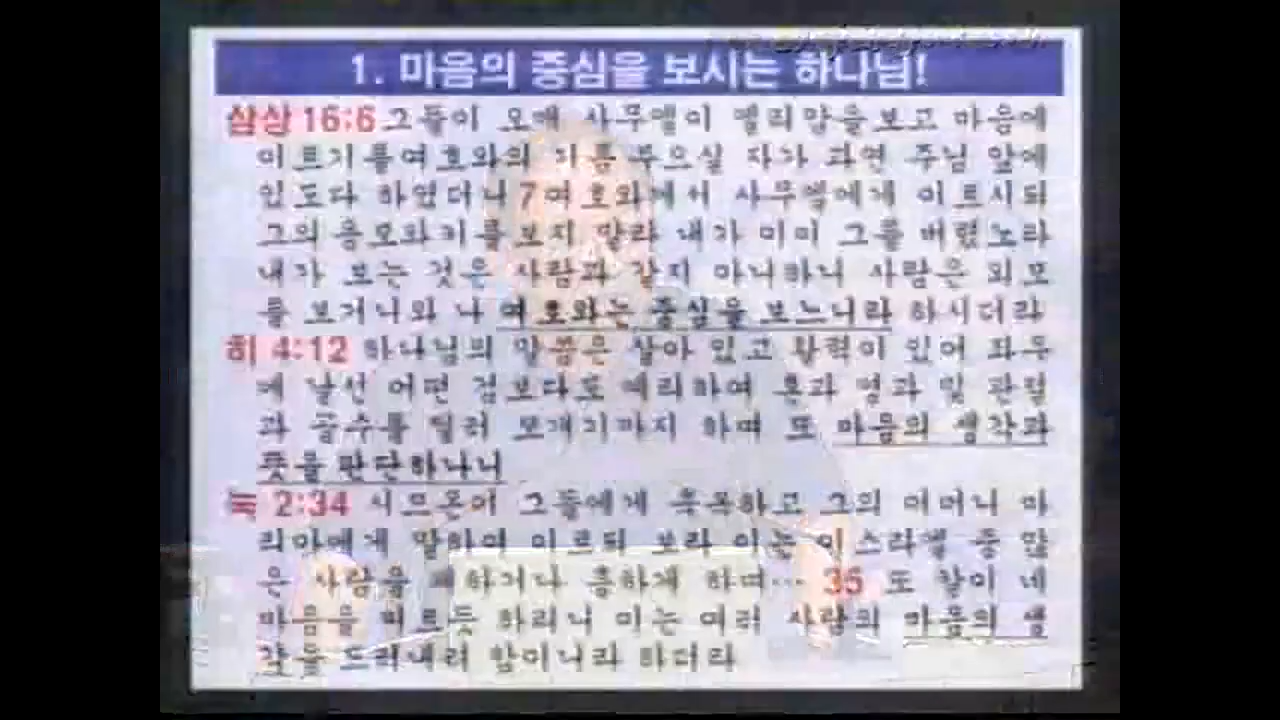 1. 마음의 중심을 보시는 하나님!
삼상 16:6 그들이 오매 사무엘이 엘리압을 보고 마음에
이르기를 여호와의 기름 부으실 자가 과연 주님 앞에
있도다 하였더니 7 여호와께서 사무엘에게 이르시되
그의 용모와 키를 보지 말라 내가 이미 그를 버렸노라
내가 보는 것은 사람과 같지 아니하니 사람은 외모
를 보거니와 나 여호와는 중심을 보느니라 하시더라
히 4:12 하나님의 말씀은 살아 있고 활력이 있어 좌우
에 날선 어떤 검보다도 예리하여 혼과 영과 및 관절
과 골수를 찔러 쪼개기까지 하며 또 마음의 생각과
뜻을 판단하나니
2:34 시므온이 그들에게 축복하고 그의 어머니 마
리아에게 말하여 이르되 보라 이는 이스라엘 중 많
은 사람을 패하거나 흥하게 하며… 35 또 칼이 네
마음을 찌르듯 하리니 이는 여러 사람의 마음의 생
각을 드러내려 함이니라 하더라